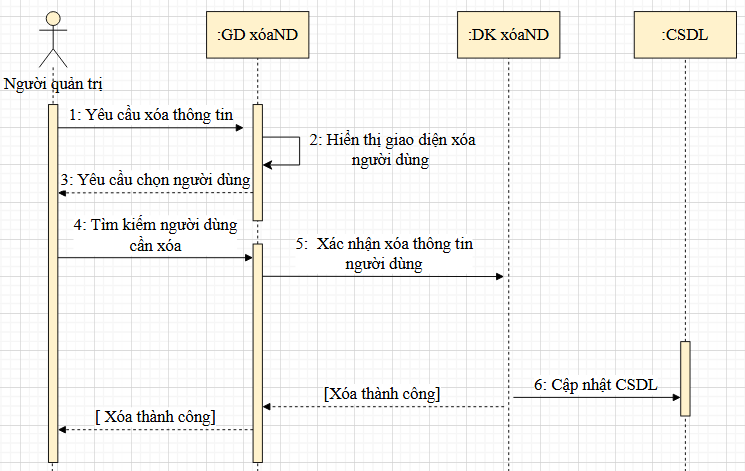 :GD xóaND
:DK xóaND
:CSDL
Người quản trị
1: Yêu cầu xóa thông tin
2: Hiển thị giao diện xóa
người dùng
3: Yêu cầu chọn người dùng
4: Tìm kiếm người dùng
cần xóa
5:  Xác nhận xóa thông tin
người dùng
6: Cập nhật CSDL
[Xóa thành công]
[ Xóa thành công]